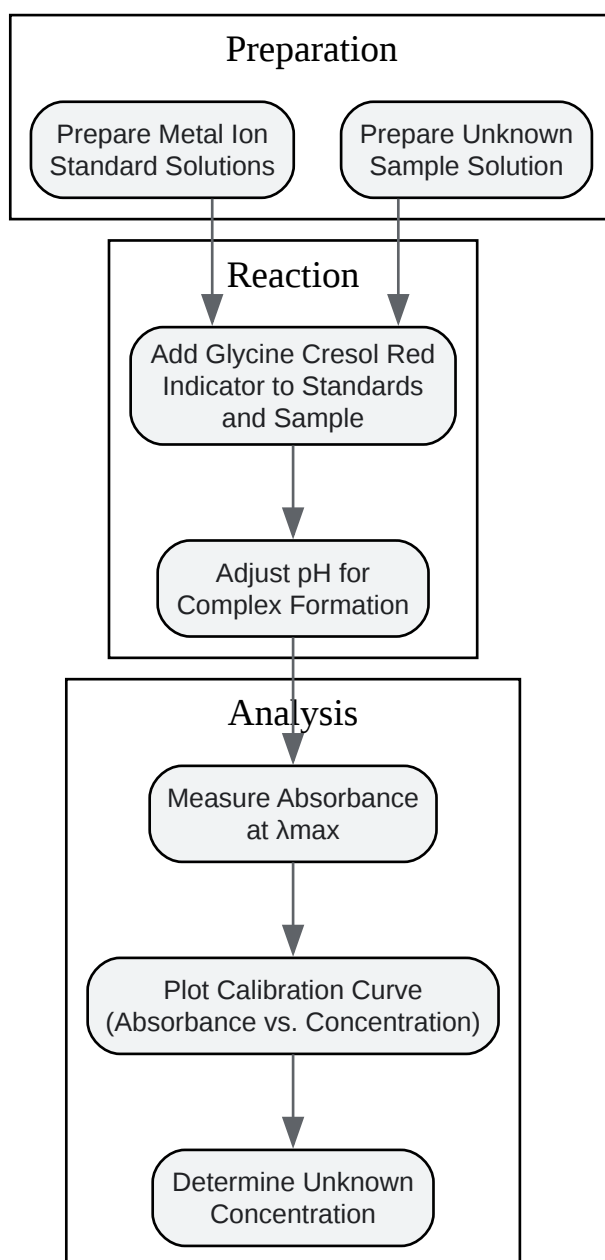 Preparation
Prepare Metal Ion
Standard Solutions
Prepare Unknown
Sample Solution
Reaction
Add Glycine Cresol Red
Indicator to Standards
and Sample
Adjust pH for
Complex Formation
Analysis
Measure Absorbance
at λmax
Plot Calibration Curve
(Absorbance vs. Concentration)
Determine Unknown
Concentration